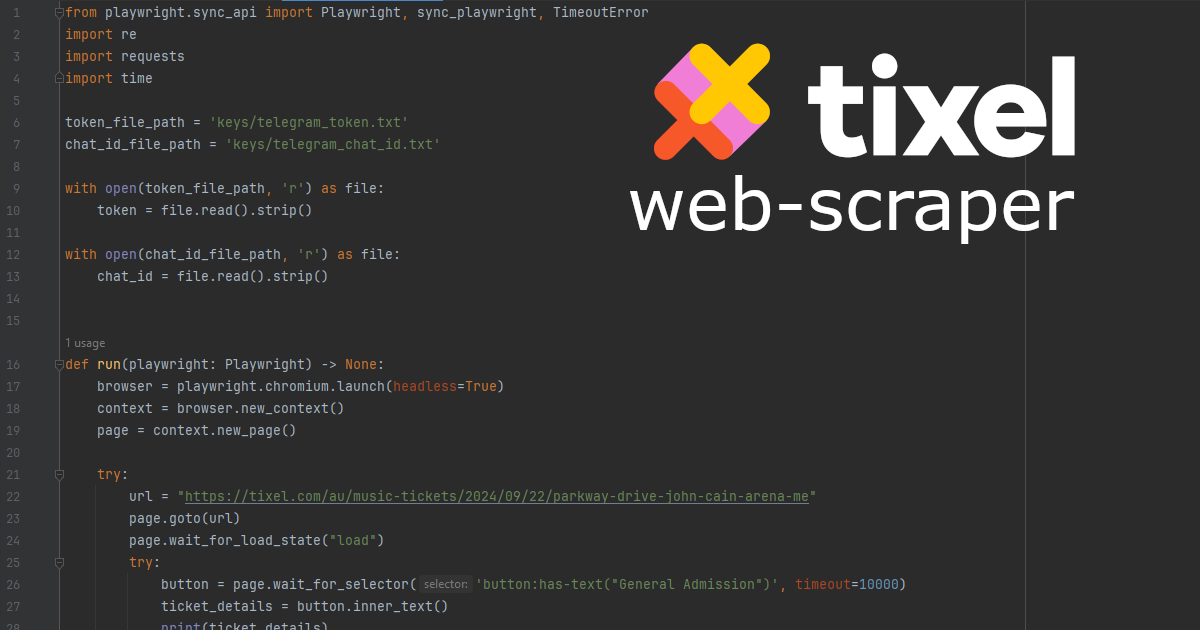 1 from playwright.sync_api import Playwright, sync_playwright, TimeoutError
2 import re
3 import requests
4 import time
5
6 token_file_path = 'keys/telegram_token.txt'
7 chat_id_file_path = 'keys/telegram_chat_id.txt'
8
9 with open(token_file_path, 'r') as file:
10     token = file.read().strip()
11
12 with open(chat_id_file_path, 'r') as file:
13     chat_id = file.read().strip()
14
15
1 usage
16 def run(playwright: Playwright) -> None:
17     browser = playwright.chromium.launch(headless=True)
18     context = browser.new_context()
19     page = context.new_page()
20
21     try:
22         url = "https://tixel.com/au/music-tickets/2024/09/22/parkway-drive-john-cain-arena-me"
23         page.goto(url)
24         page.wait_for_load_state("load")
25         try:
26             button = page.wait_for_selector( selector: 'button:has-text("General Admission")', timeout=10000)
27             ticket_details = button.inner_text()
28             print(ticket_details)
tixel
web-scraper